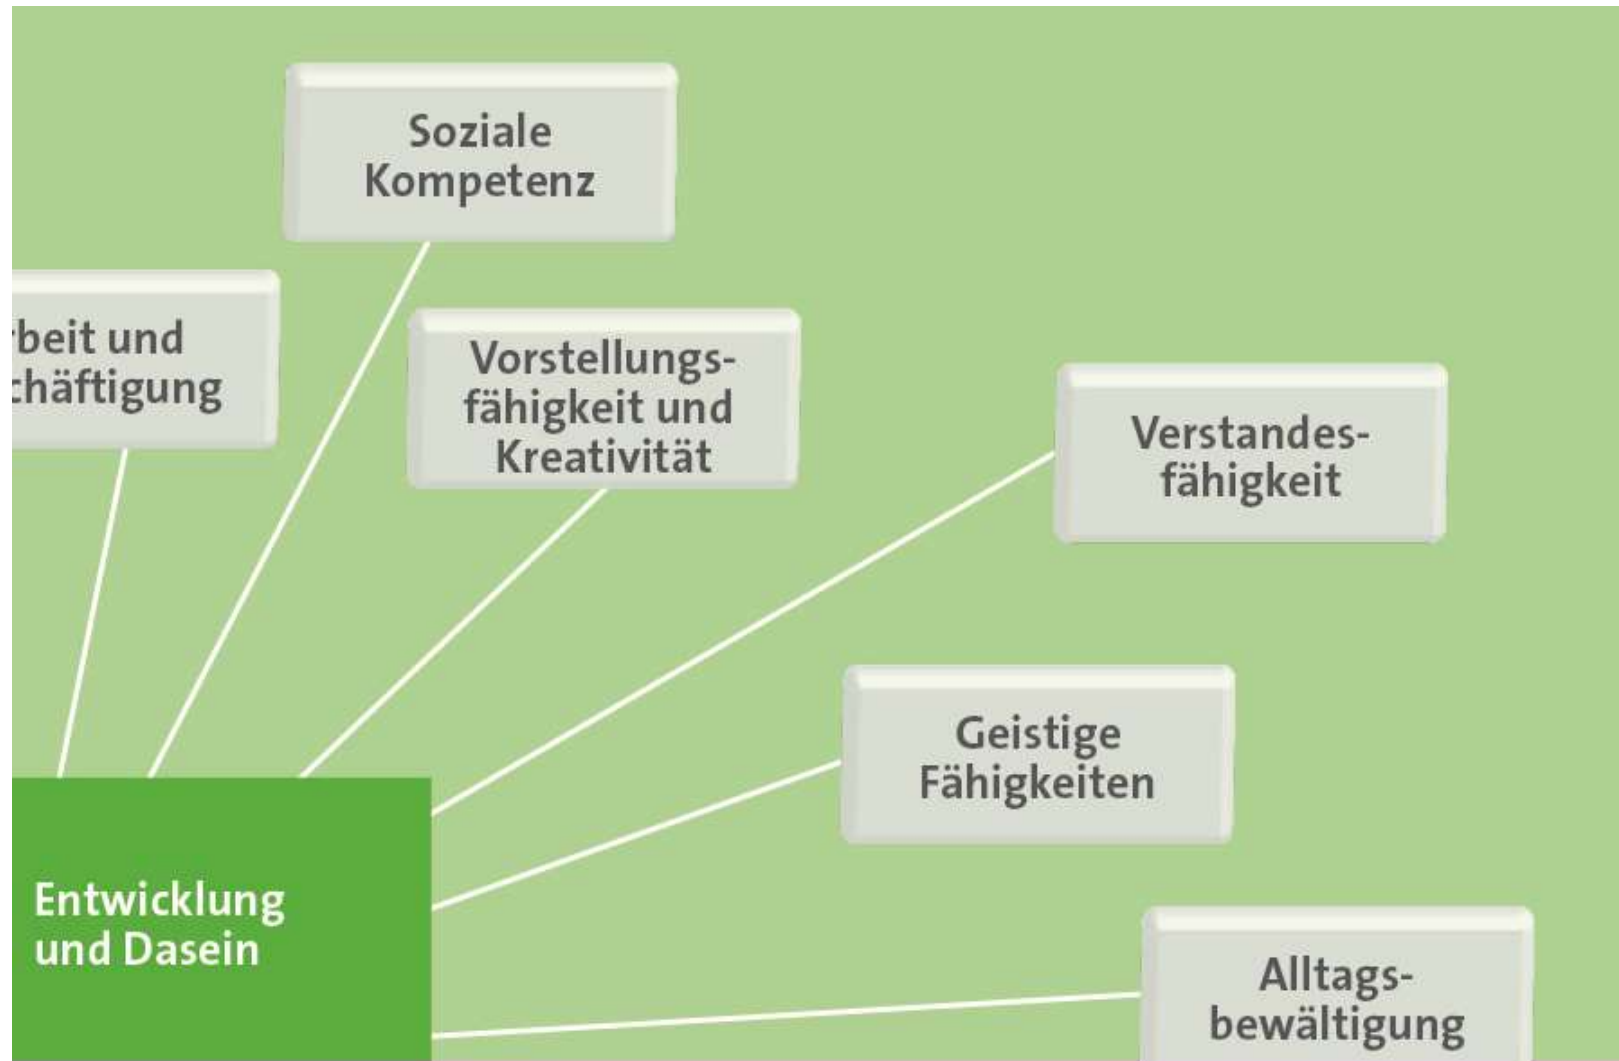 Soziale
Kompetenz
beit und
chäftigung
Vorstellungs-
fähigkeit und
Kreativität
Verstandes-
fähigkeit
Geistige
Fähigkeiten
Entwicklung
und Dasein
Alltags-
bewältigung